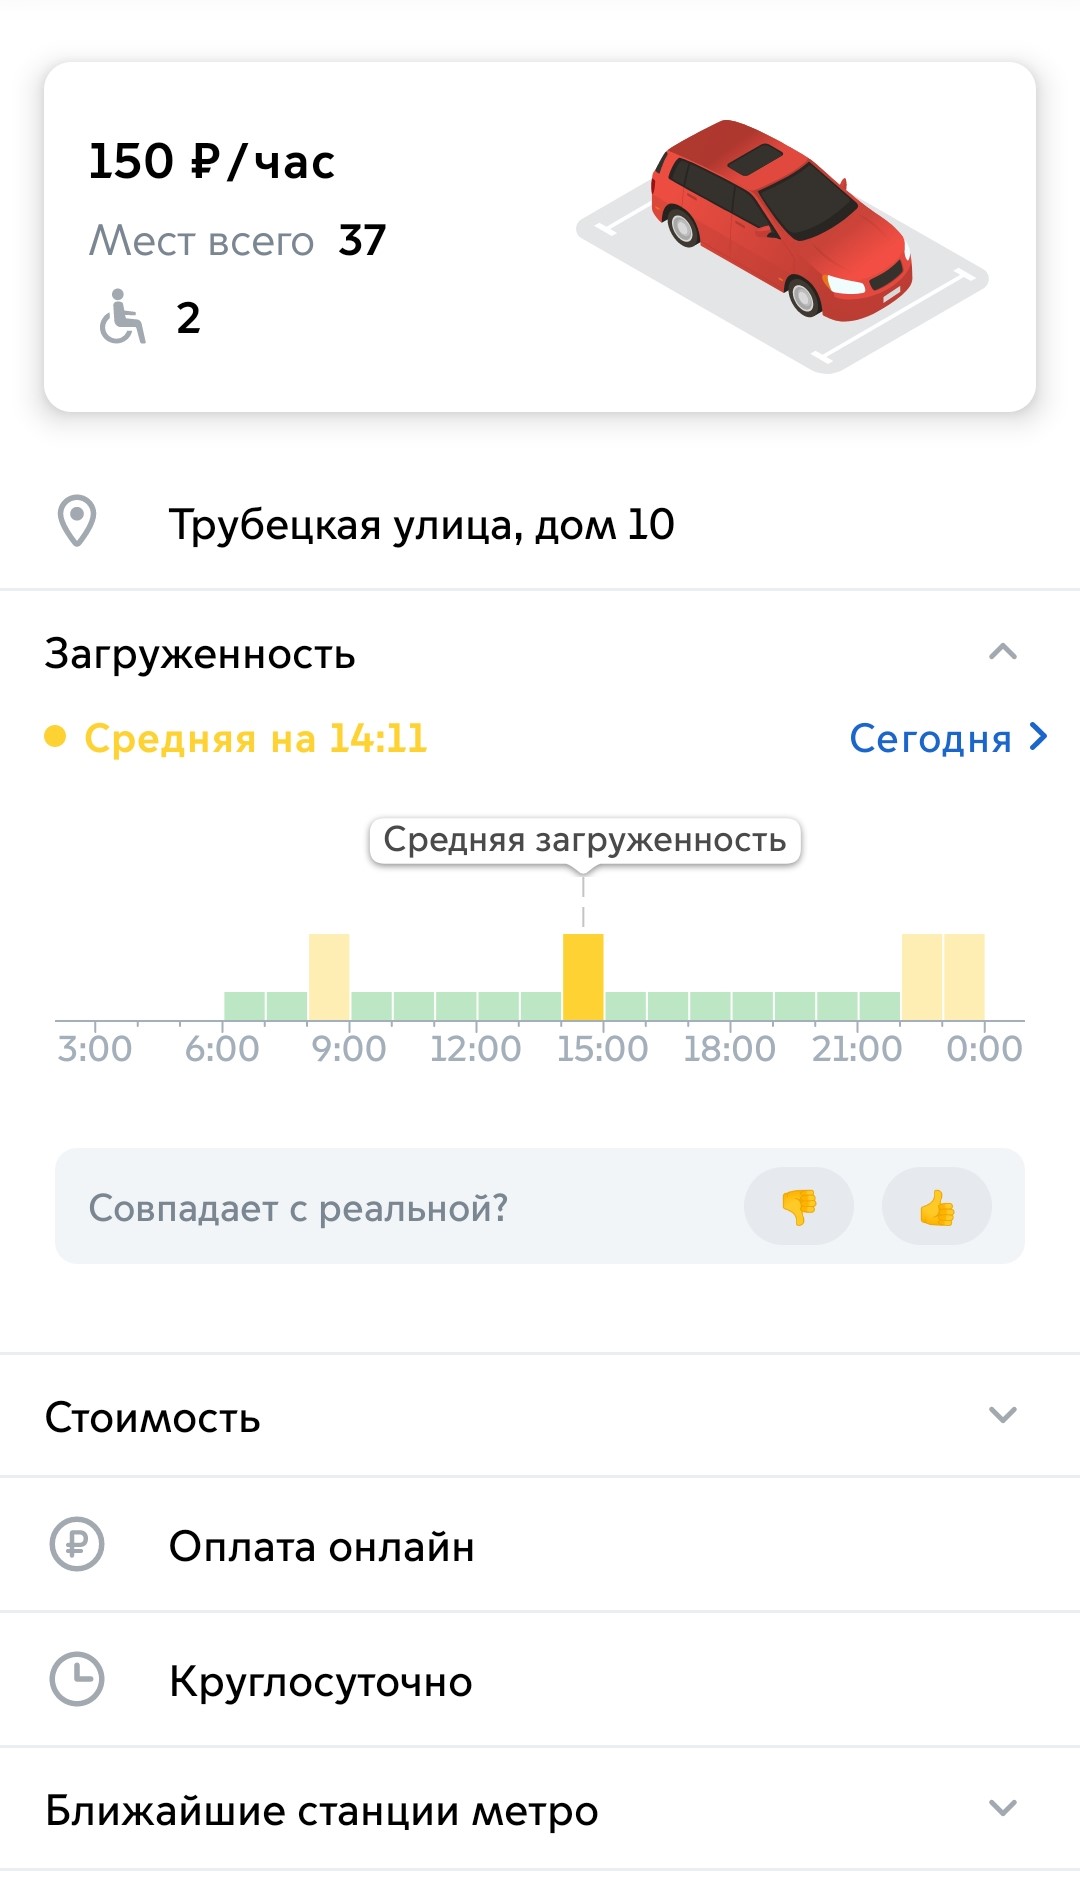 150 ₽/час
Мест всего 37
2
Трубецкая улица, дом 10
Загруженность
Средняя на 14:11
Сегодня
Средняя загруженность
3:00 6:00 9:00 12:00 15:00 18:00 21:00 0:00
Совпадает с реальной?
Стоимость
Оплата онлайн
Круглосуточно
Ближайшие станции метро